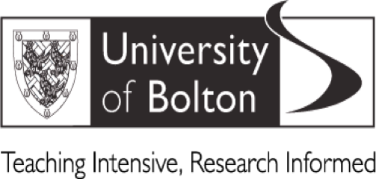 University
of Bolton
Teaching Intensive, Research Informed